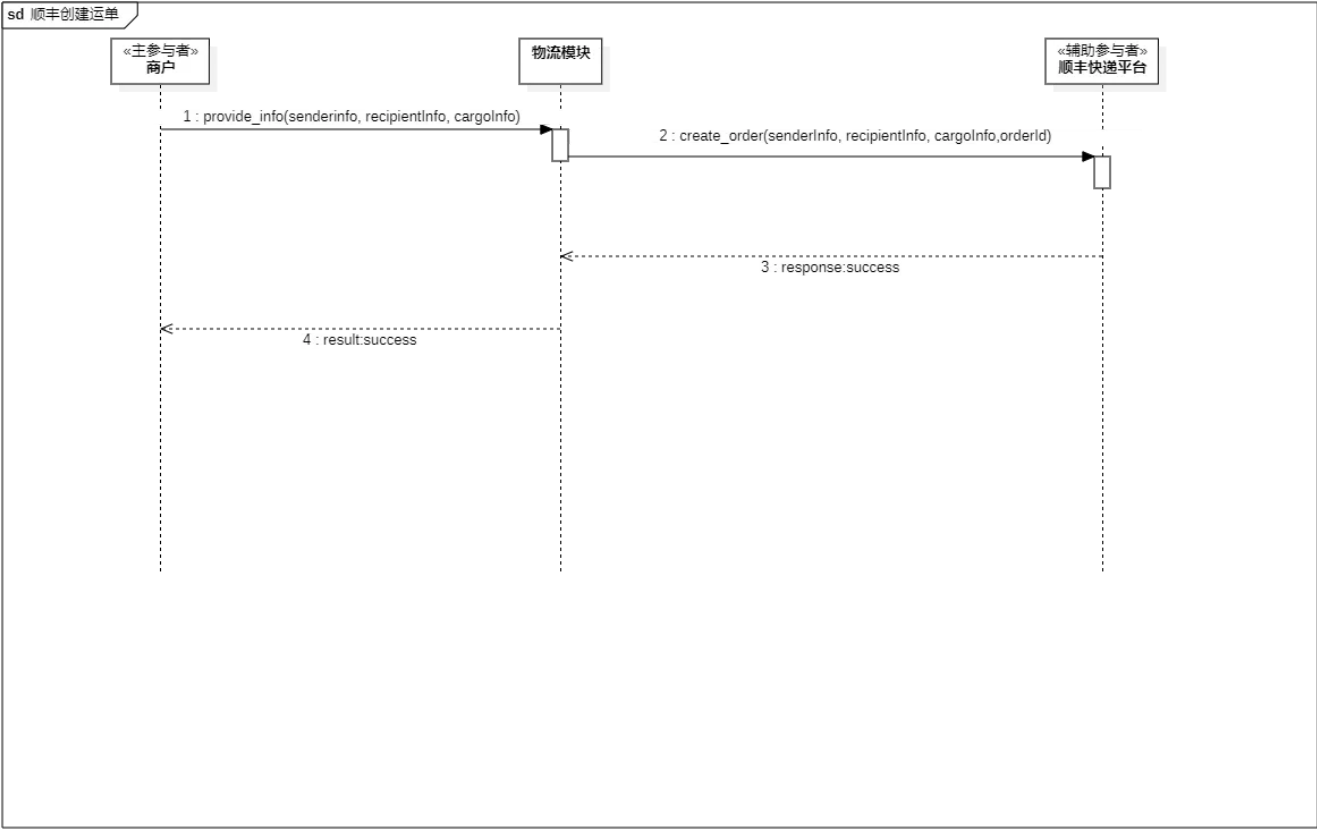 sd 顺丰创建运单
«主参与者»
商户
物流模块
«辅助参与者»
顺丰快递平台
1 : provide_info(senderinfo, recipientInfo, cargoInfo)
2 : create_order(senderInfo, recipientInfo, cargoInfo,orderId)
3 : response:success
4 : result:success